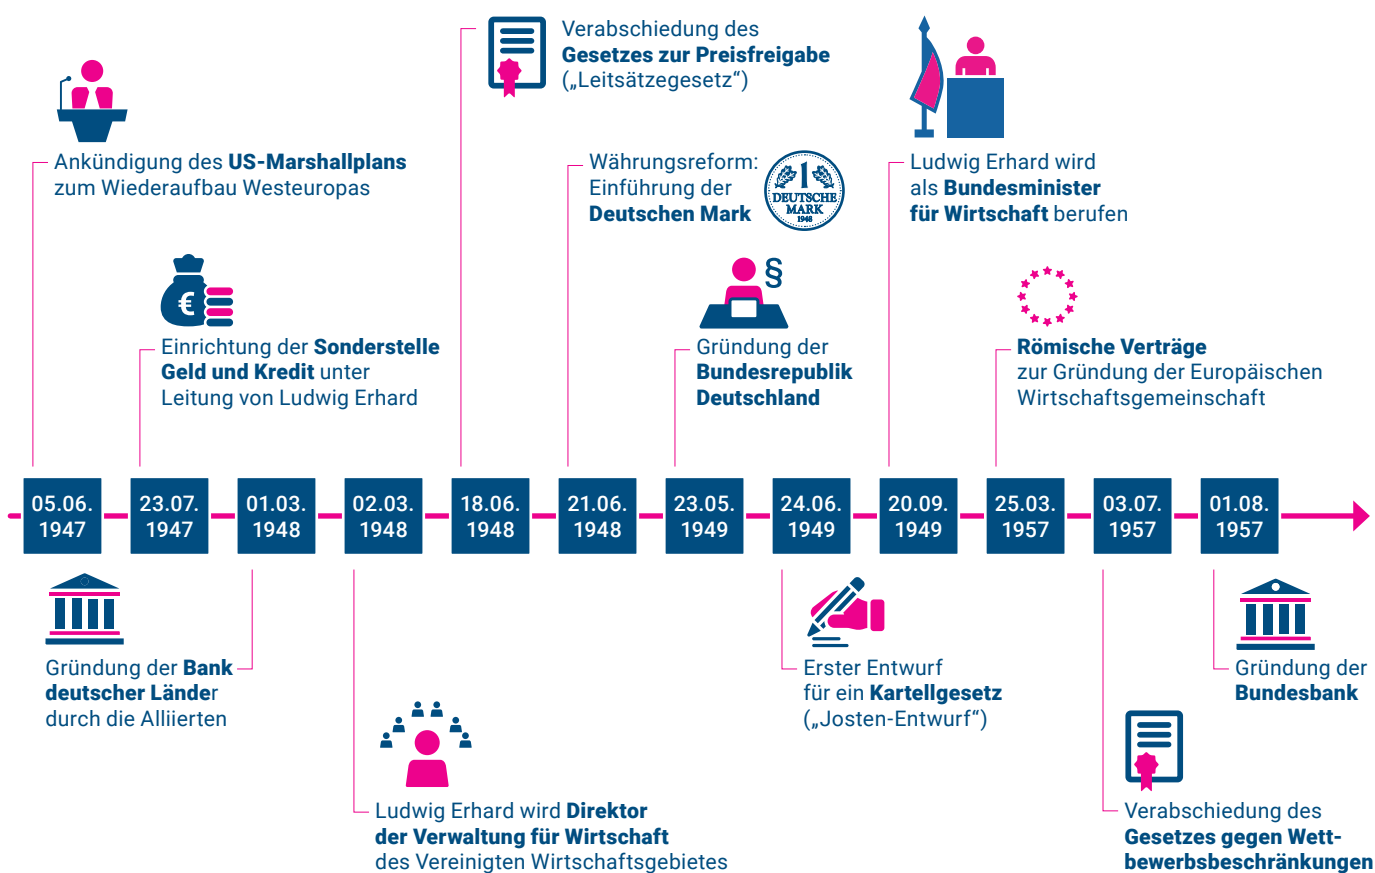 Verabschiedung des
Gesetzes zur Preisfreigabe
(„Leitsätzegesetz“)
Ankündigung des US-Marshallplans
zum Wiederaufbau Westeuropas
Währungsreform:
Einführung der
Deutschen Mark
1
DEUTSCHE
MARK
1948
Ludwig Erhard wird
als Bundesminister
für Wirtschaft berufen
€
Einrichtung der Sonderstelle
Geld und Kredit unter
Leitung von Ludwig Erhard
§
Gründung der
Bundesrepublik
Deutschland
Römische Verträge
zur Gründung der Europäischen
Wirtschaftsgemeinschaft
05.06.
1947
23.07.
1947
01.03.
1948
02.03.
1948
18.06.
1948
21.06.
1948
23.05.
1949
24.06.
1949
20.09.
1949
25.03.
1957
03.07.
1957
01.08.
1957
Gründung der Bank
deutscher Länder
durch die Alliierten
Ludwig Erhard wird Direktor
der Verwaltung für Wirtschaft
des Vereinigten Wirtschaftsgebietes
Erster Entwurf
für ein Kartellgesetz
(„Josten-Entwurf“)
Verabschiedung des
Gesetzes gegen Wett-
bewerbsbeschränkungen
Gründung der
Bundesbank